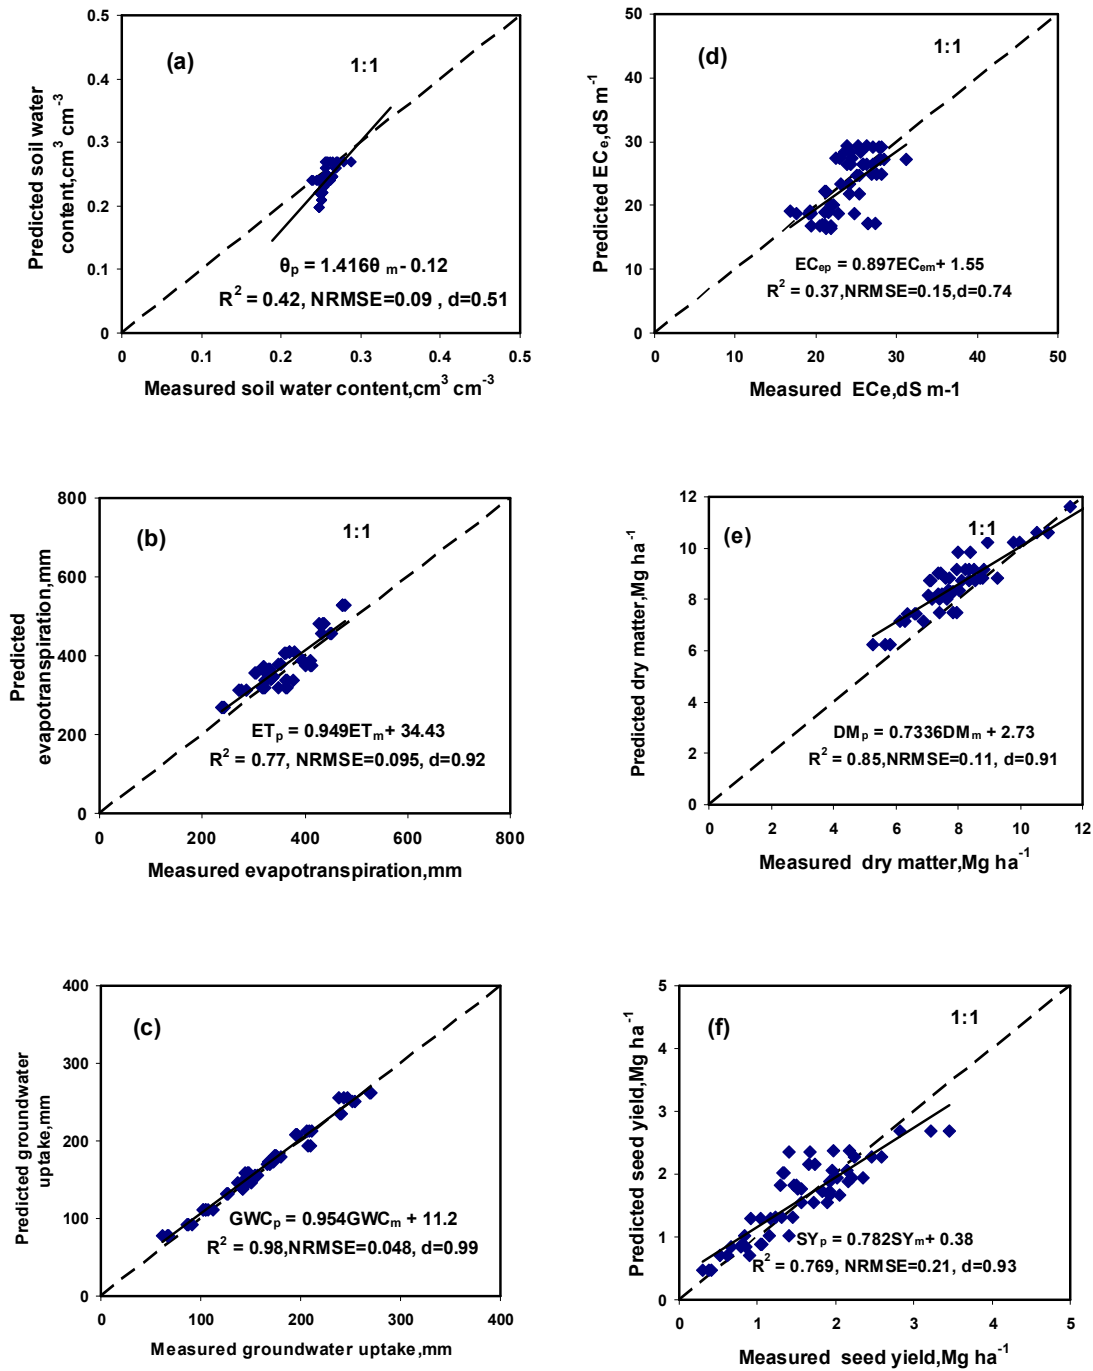 (a)
1:1
Predicted soil water
content,cm³ cm⁻³
0.5
0.4
0.3
0.2
0.1
0
θp = 1.416θ m - 0.12
R² = 0.42, NRMSE=0.09 , d=0.51
0 0.1 0.2 0.3 0.4 0.5
Measured soil water content,cm³ cm⁻³
(d)
1:1
Predicted ECe,dS m⁻¹
50
40
30
20
10
0
ECep = 0.897ECem+ 1.55
R² = 0.37,NRMSE=0.15,d=0.74
0 10 20 30 40 50
Measured ECe,dS m-1
(b)
1:1
Predicted
evapotranspiration,mm
800
600
400
200
0
ETp = 0.949ETm+ 34.43
R² = 0.77, NRMSE=0.095, d=0.92
0 200 400 600 800
Measured evapotranspiration,mm
(e)
1:1
Predicted dry matter,Mg ha⁻¹
12
10
8
6
4
2
0
DMp = 0.7336DMm + 2.73
R² = 0.85,NRMSE=0.11, d=0.91
0 2 4 6 8 10 12
Measured dry matter,Mg ha⁻¹
(c)
Predicted groundwater
uptake,mm
400
300
200
100
0
GWCp = 0.954GWCm + 11.2
R² = 0.98,NRMSE=0.048, d=0.99
0 100 200 300 400
Measured groundwater uptake,mm
(f)
1:1
Predicted seed yield,Mg ha⁻¹
5
4
3
2
1
0
SYp = 0.782SYm+ 0.38
R² = 0.769, NRMSE=0.21, d=0.93
0 1 2 3 4 5
Measured seed yield,Mg ha⁻¹